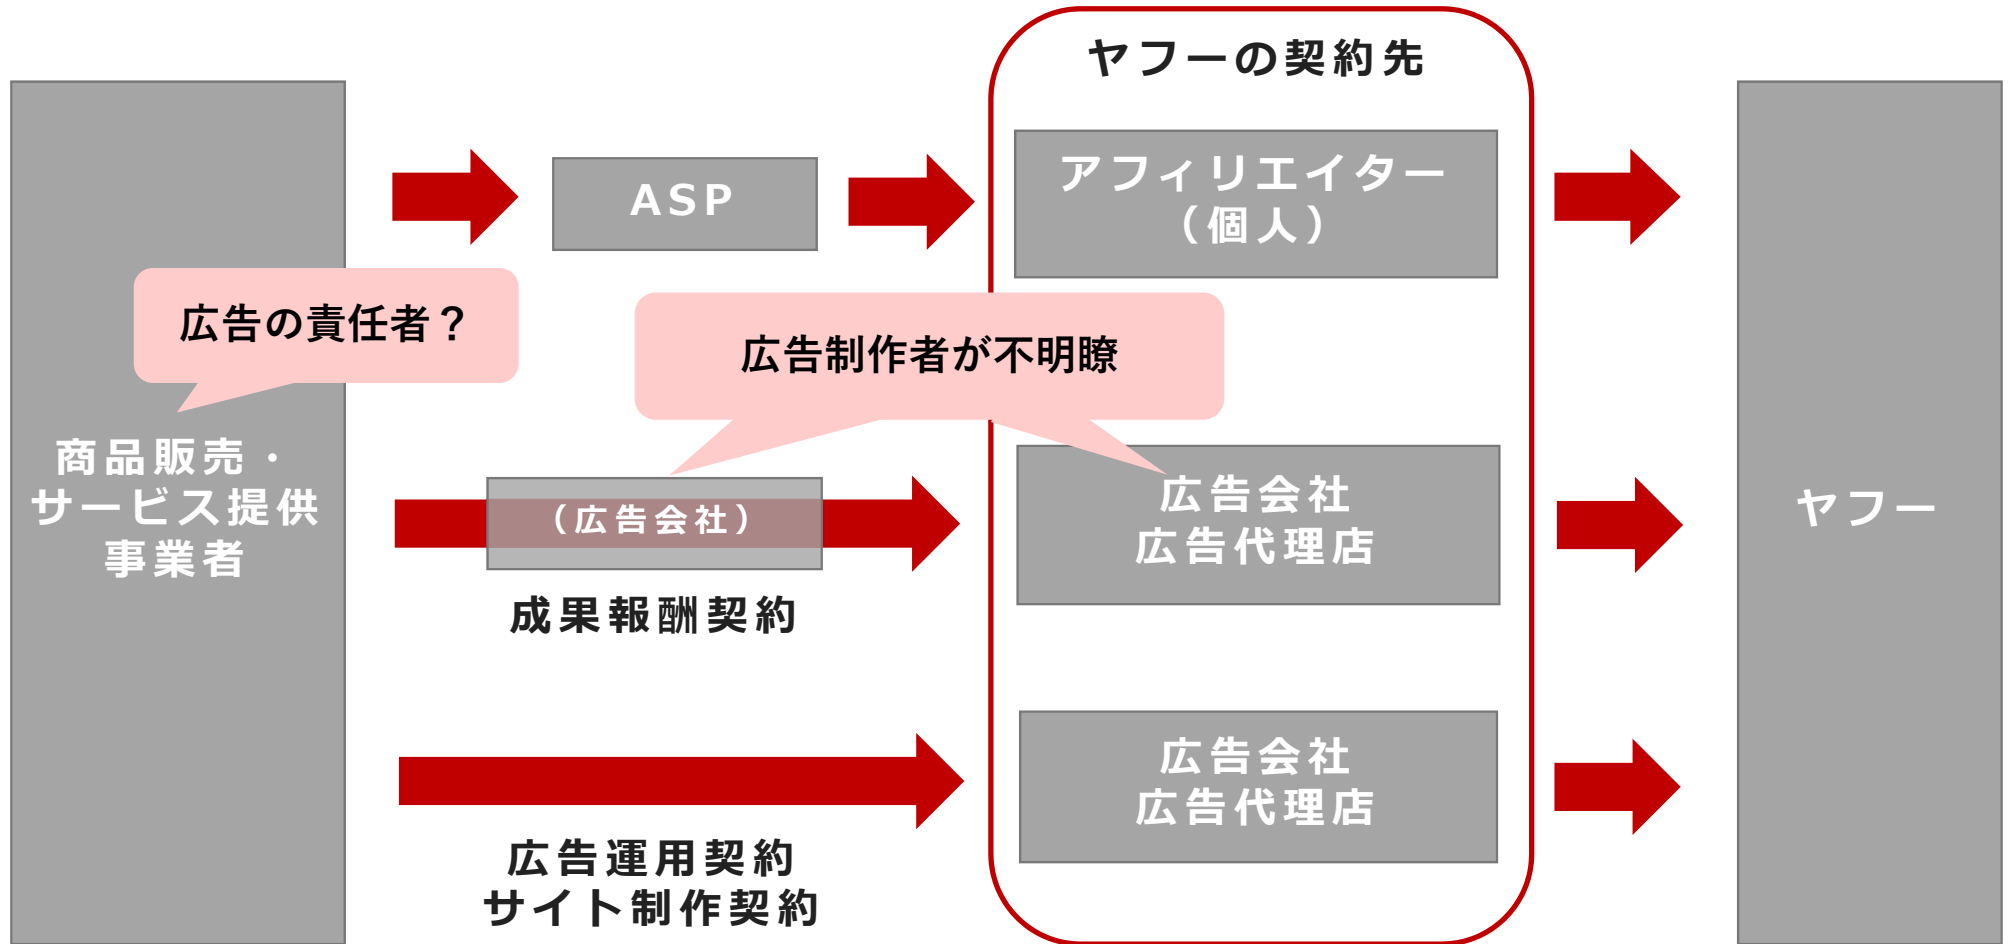 ヤフーの契約先
ASP
アフィリエイター
（個人）
広告の責任者？
広告制作者が不明瞭
商品販売・
サービス提供
事業者
（広告会社）
広告会社
広告代理店
ヤフー
成果報酬契約
広告会社
広告代理店
広告運用契約
サイト制作契約